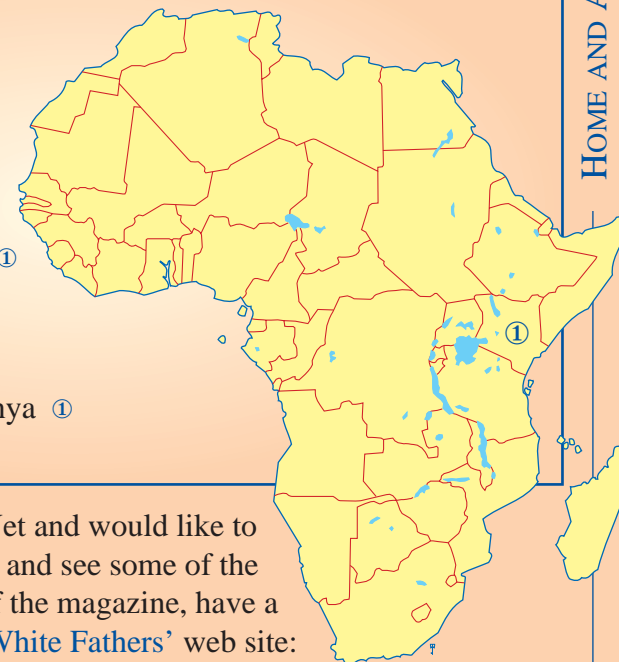 HOME AND A
①
①
nya ①
Net and would like to
and see some of the
f the magazine, have a
White Fathers’ web site: